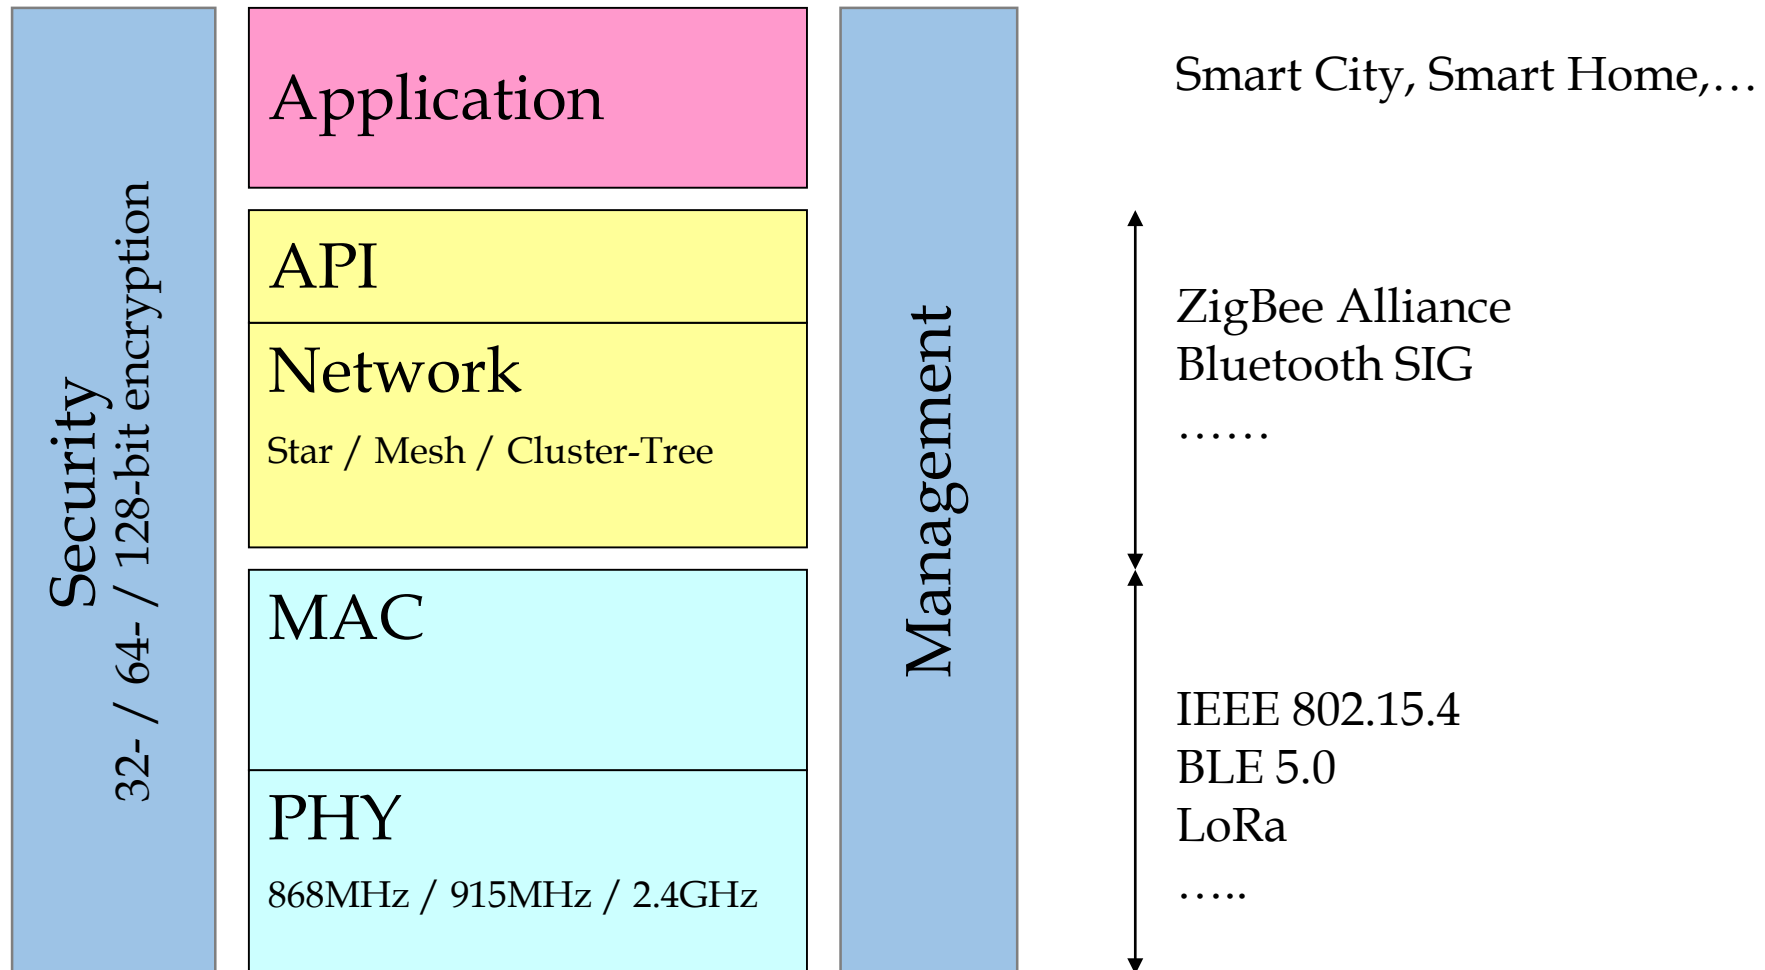 Security
32- / 64- / 128-bit encryption
Application
API
Network
Star / Mesh / Cluster-Tree
MAC
PHY
868MHz / 915MHz / 2.4GHz
Management
Smart City, Smart Home,…
ZigBee Alliance
Bluetooth SIG
……
IEEE 802.15.4
BLE 5.0
LoRa
…..